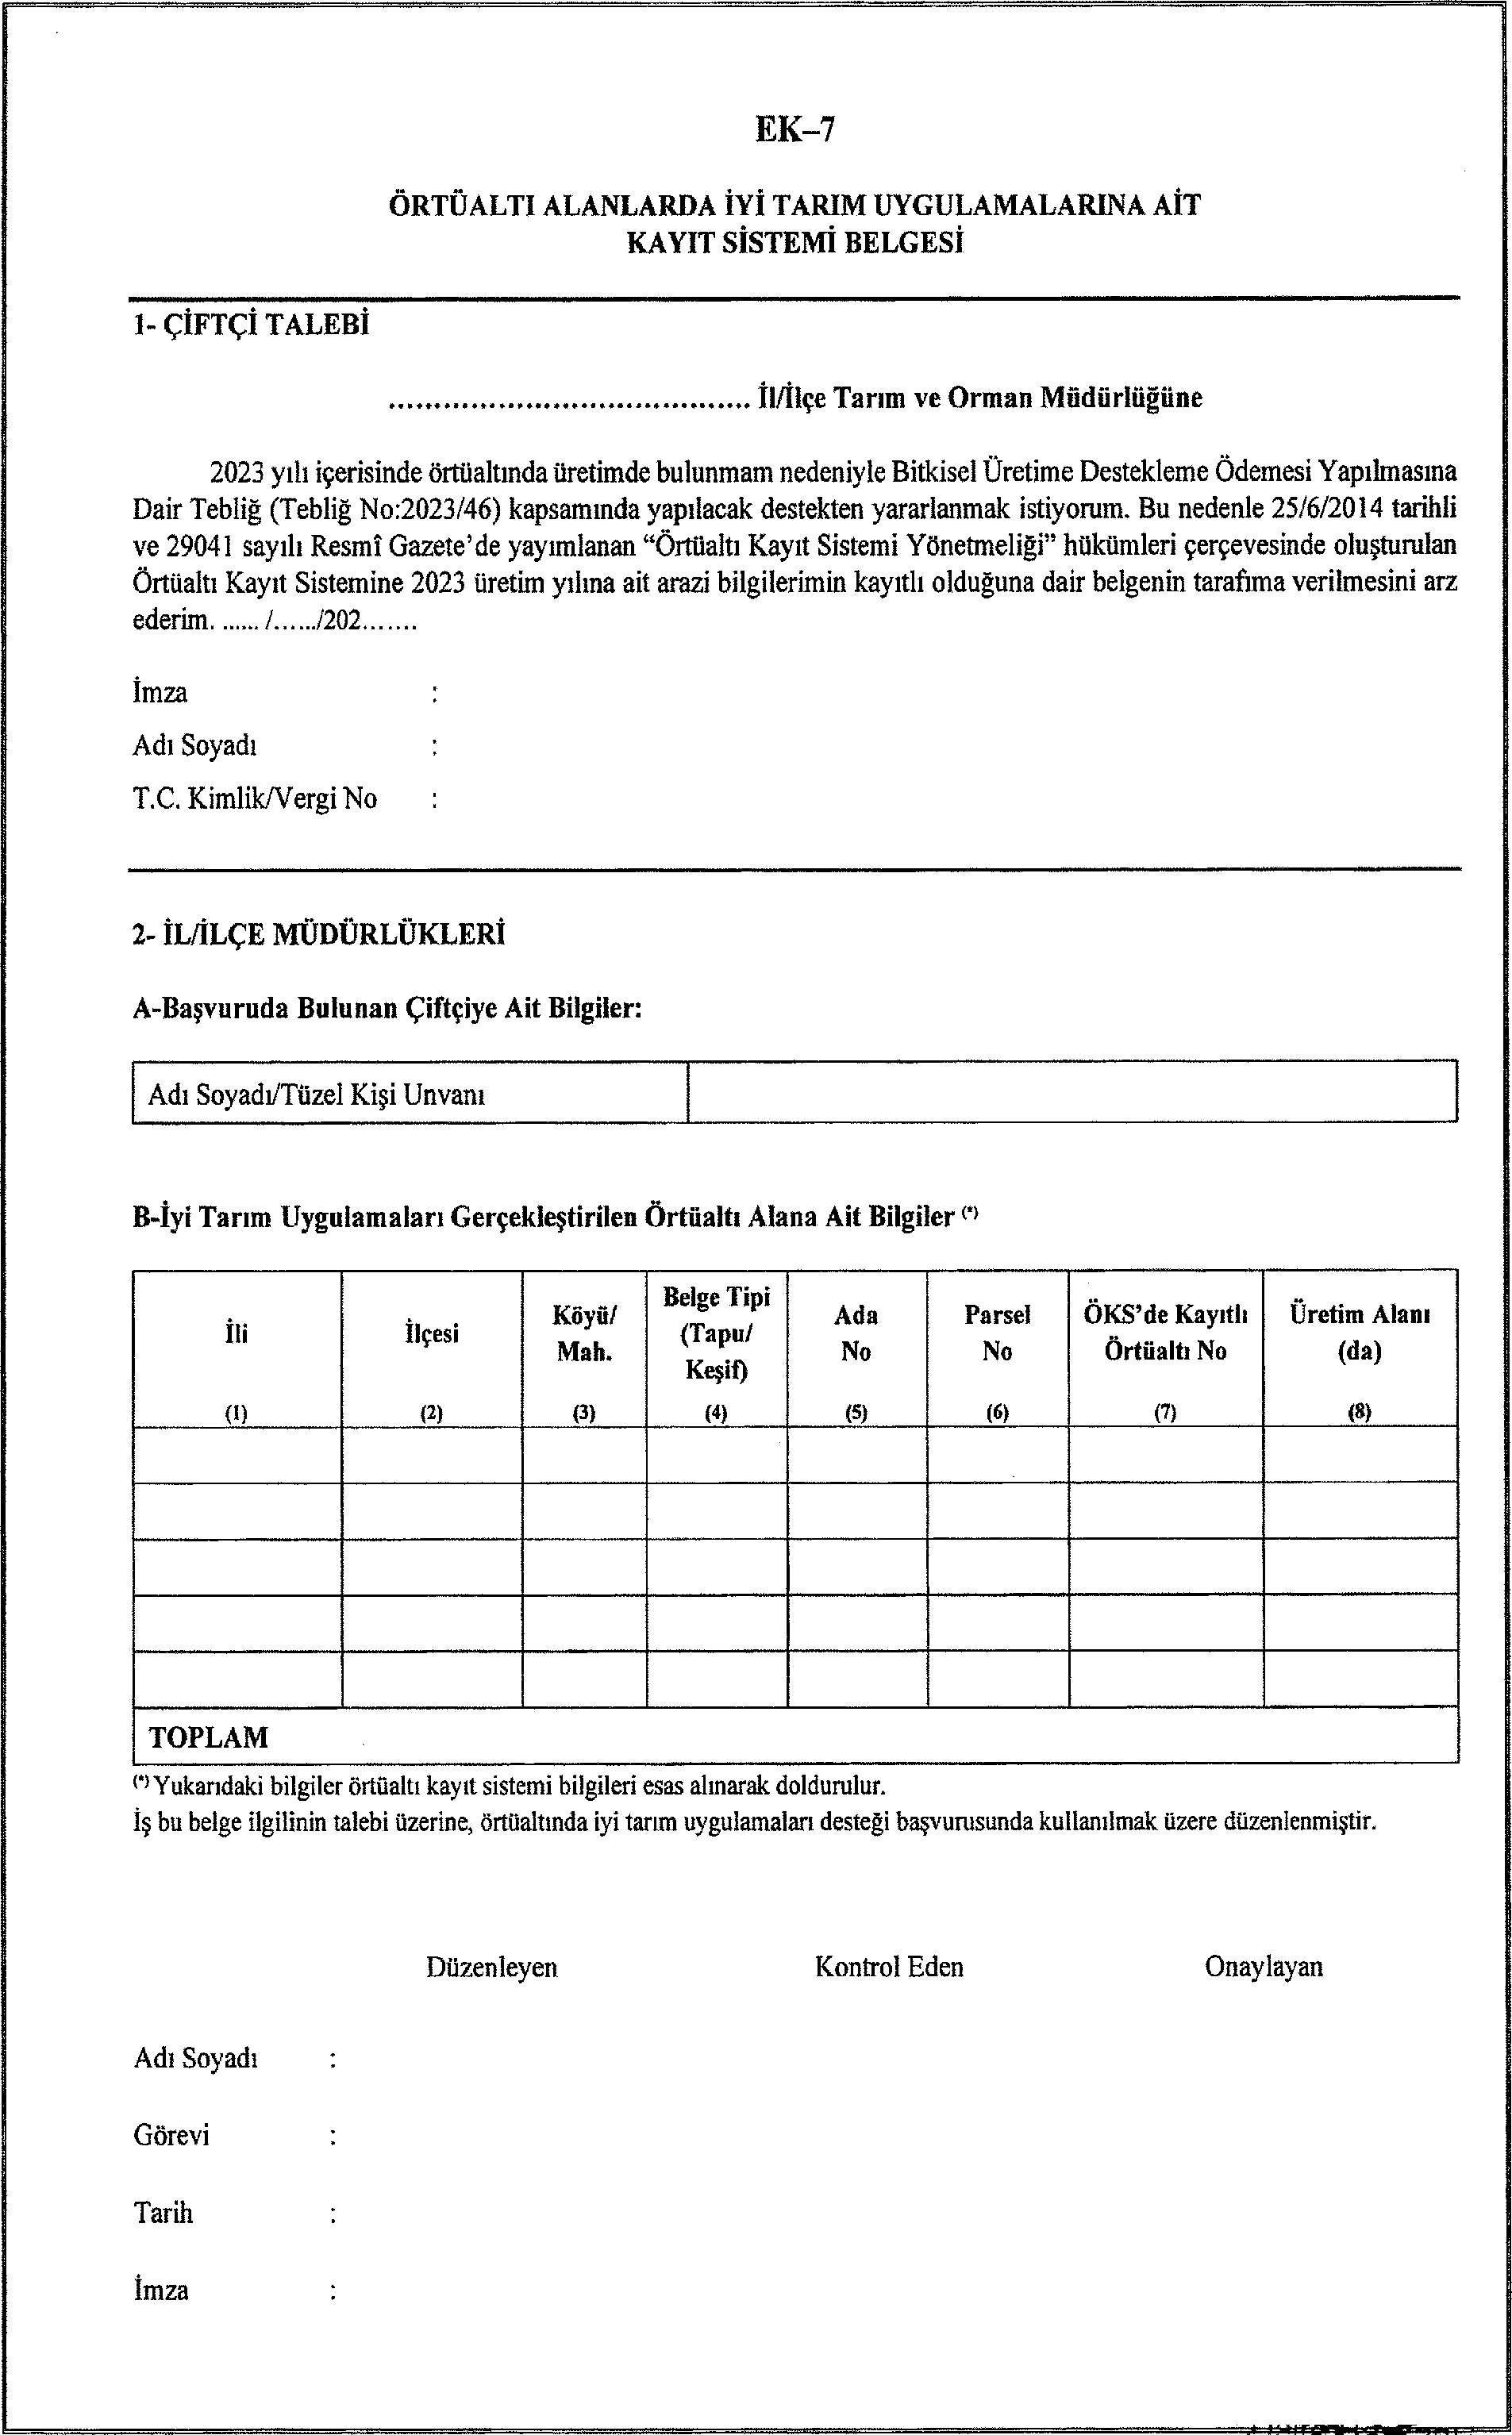 EK–7
ÖRTÜALTI ALANLARDA İYİ TARIM UYGULAMALARINA AİT
KAYIT SİSTEMİ BELGESİ
1- ÇİFTÇİ TALEBİ
........................................ İl/İlçe Tarım ve Orman Müdürlüğüne
2023 yılı içerisinde örtüaltında üretimde bulunmam nedeniyle Bitkisel Üretime Destekleme Ödemesi Yapılmasına
Dair Tebliğ (Tebliğ No:2023/46) kapsamında yapılacak destekten yararlanmak istiyorum. Bu nedenle 25/6/2014 tarihli
ve 29041 sayılı Resmî Gazete'de yayımlanan “Örtüaltı Kayıt Sistemi Yönetmeliği” hükümleri çerçevesinde oluşturulan
Örtüaltı Kayıt Sistemine 2023 üretim yılına ait arazi bilgilerimin kayıtlı olduğuna dair belgenin tarafıma verilmesini arz
ederim. ...... /....../202.......
İmza :
Adı Soyadı :
T.C. Kimlik/Vergi No :
2- İL/İLÇE MÜDÜRLÜKLERİ
A-Başvuruda Bulunan Çiftçiye Ait Bilgiler:
Adı Soyadı/Tüzel Kişi Unvanı
B-İyi Tarım Uygulamaları Gerçekleştirilen Örtüaltı Alana Ait Bilgiler (*)
İli
(1)
İlçesi
(2)
Köyü/
Mah.
(3)
Belge Tipi
(Tapu/
Keşif)
(4)
Ada
No
(5)
Parsel
No
(6)
ÖKS'de Kayıtlı
Örtüaltı No
(7)
Üretim Alanı
(da)
(8)
TOPLAM
(*) Yukarıdaki bilgiler örtüaltı kayıt sistemi bilgileri esas alınarak doldurulur.
İş bu belge ilgilinin talebi üzerine, örtüaltında iyi tarım uygulamaları desteği başvurusunda kullanılmak üzere düzenlenmiştir.
Düzenleyen Kontrol Eden Onaylayan
Adı Soyadı :
Görevi :
Tarih :
İmza :